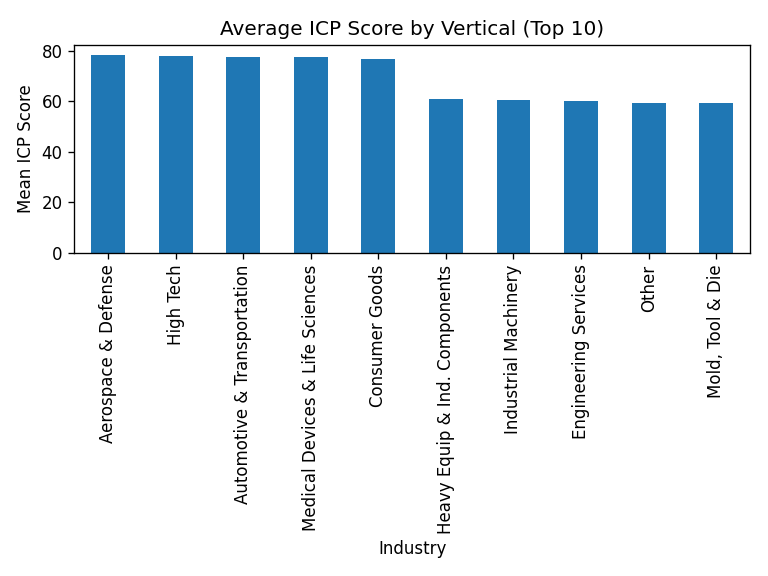 Average ICP Score by Vertical (Top 10)
Mean ICP Score
80
60
40
20
0
Aerospace & Defense
High Tech
Automotive & Transportation
Medical Devices & Life Sciences
Consumer Goods
Heavy Equip & Ind. Components
Industrial Machinery
Engineering Services
Other
Mold, Tool & Die
Industry